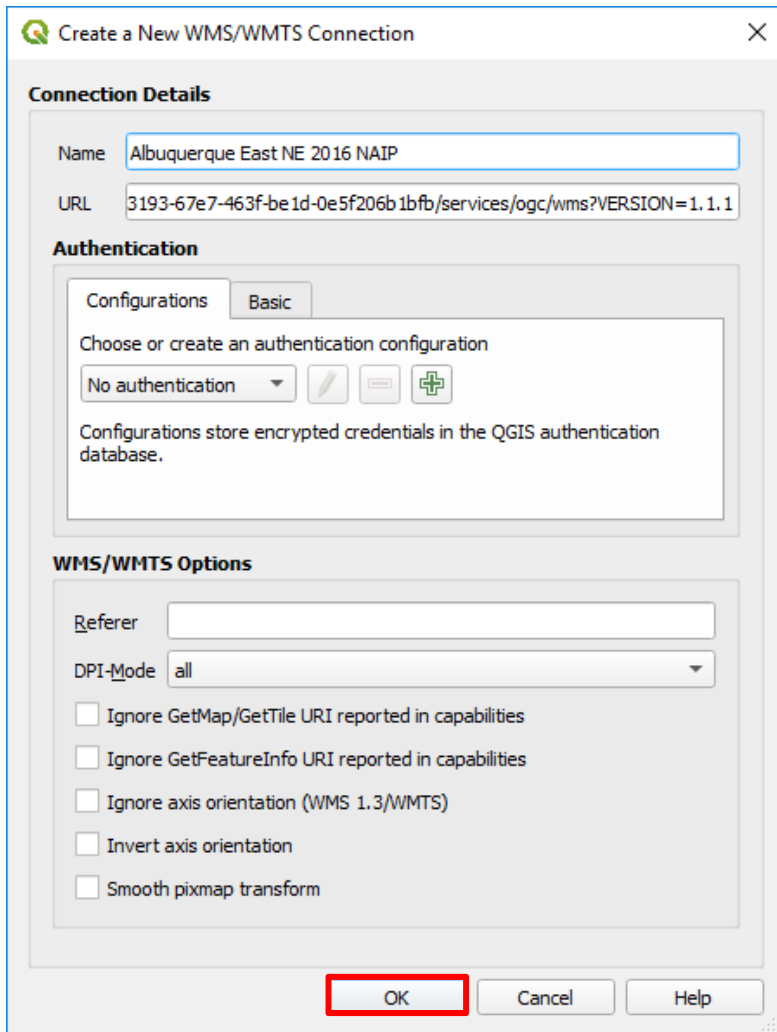 Create a New WMS/WMTS Connection
Connection Details
Name Albuquerque East NE 2016 NAIP
URL 3193-67e7-463f-be1d-0e5f206b1bfb/services/ogc/wms?VERSION=1.1.1
Authentication
Configurations Basic
Choose or create an authentication configuration
No authentication
Configurations store encrypted credentials in the QGIS authentication
database.
WMS/WMTS Options
Referer
DPI-Mode all
Ignore GetMap/GetTile URI reported in capabilities
Ignore GetFeatureInfo URI reported in capabilities
Ignore axis orientation (WMS 1.3/WMTS)
Invert axis orientation
Smooth pixmap transform
OK Cancel Help